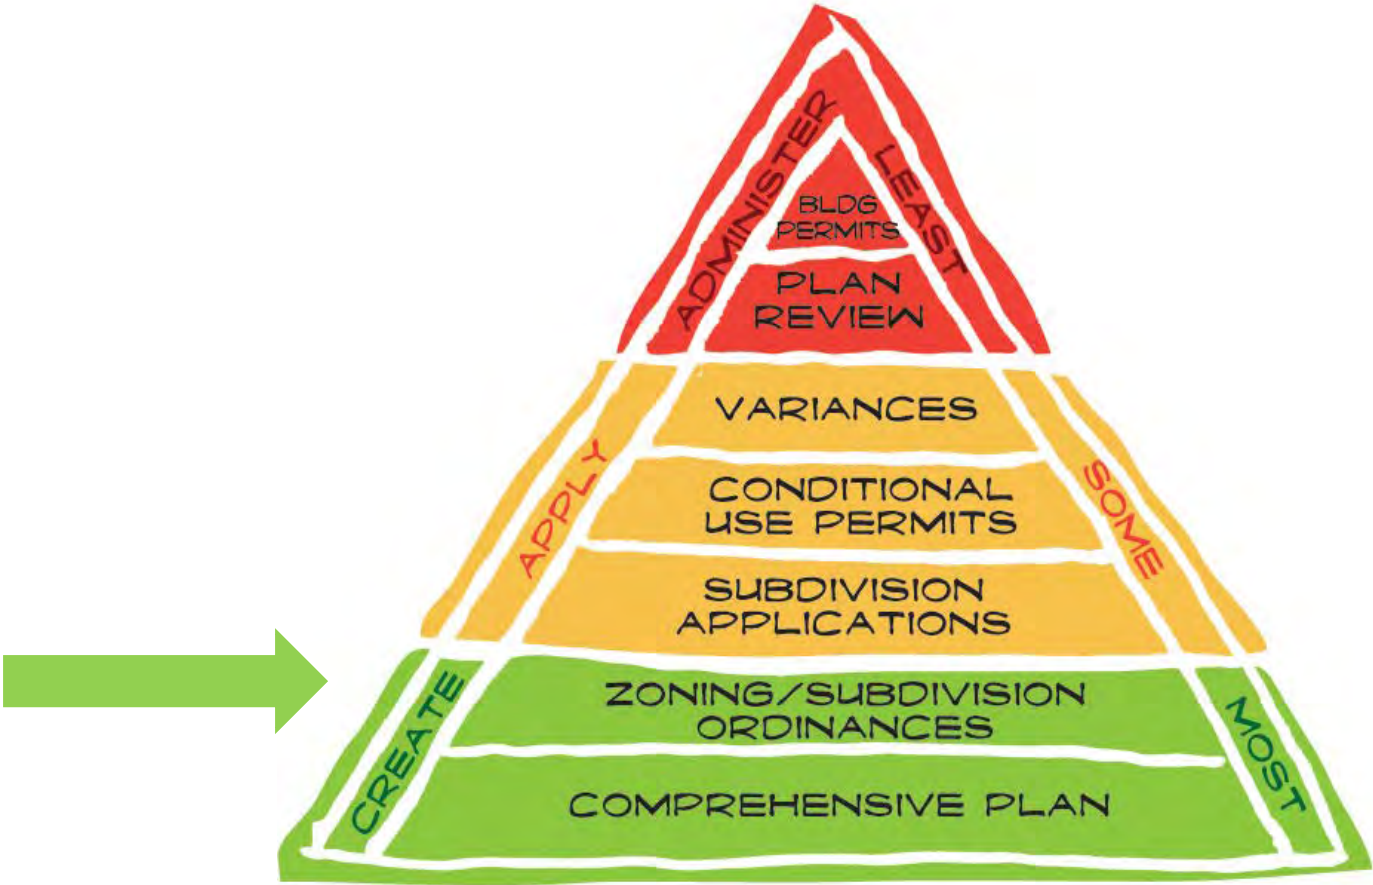 ADMINISTER
LEAST
BLDG
PERMITS
PLAN
REVIEW
APPLY
SOME
VARIANCES
CONDITIONAL
USE PERMITS
SUBDIVISION
APPLICATIONS
CREATE
MOST
ZONING/SUBDIVISION
ORDINANCES
COMPREHENSIVE PLAN